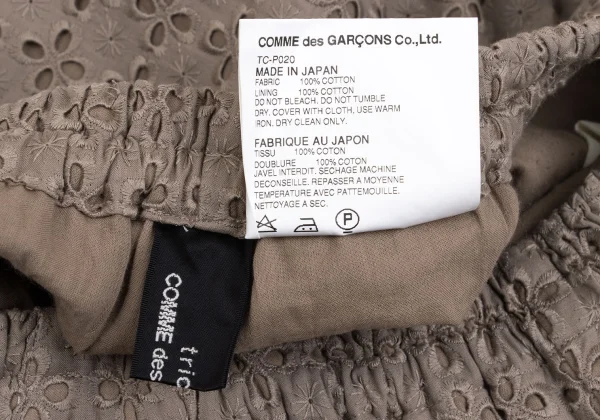 COMME des GARÇONS Co.,Ltd.
TC-P020
MADE IN JAPAN
FABRIC 100% COTTON
LINING 100% COTTON
DO NOT BLEACH. DO NOT TUMBLE
DRY. COVER WITH CLOTH, USE WARM
IRON. DRY CLEAN ONLY.
FABRIQUE AU JAPON
TISSU 100% COTON
DOUBLURE 100% COTON
JAVEL INTERDIT. SECHAGE MACHINE
DECONSEILLE. REPASSER A MOYENNE
TEMPERATURE AVEC PATTEMOUILLE.
NETTOYAGE A SEC.
P
tric
COMME des